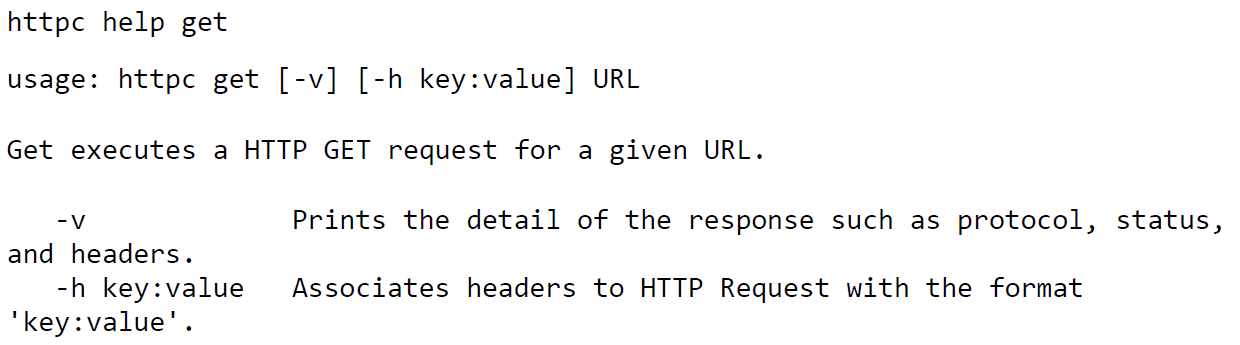 httpc help get
usage: httpc get [-v] [-h key:value] URL
Get executes a HTTP GET request for a given URL.
-v Prints the detail of the response such as protocol, status,
and headers.
-h key:value Associates headers to HTTP Request with the format
'key:value'.